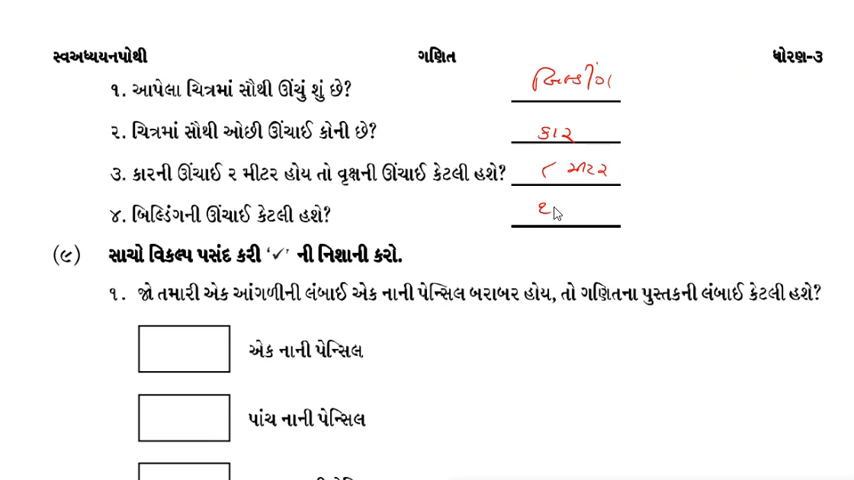 સ્વઅધ્યયનપોથી ગણિત ધોરણ-૩
૧. આપેલા ચિત્રમાં સૌથી ઊંચું શું છે? બિલ્ડીંગ
૨. ચિત્રમાં સૌથી ઓછી ઊંચાઈ કોની છે? કાર
૩. કારની ઊંચાઈ ૨ મીટર હોય તો વૃક્ષની ઊંચાઈ કેટલી હશે? ૮ મીટર
૪. બિલ્ડિંગની ઊંચાઈ કેટલી હશે?
(૯) સાચો વિકલ્પ પસંદ કરી '✓' ની નિશાની કરો.
૧. જો તમારી એક આંગળીની લંબાઈ એક નાની પેન્સિલ બરાબર હોય, તો ગણિતના પુસ્તકની લંબાઈ કેટલી હશે?
એક નાની પેન્સિલ
પાંચ નાની પેન્સિલ